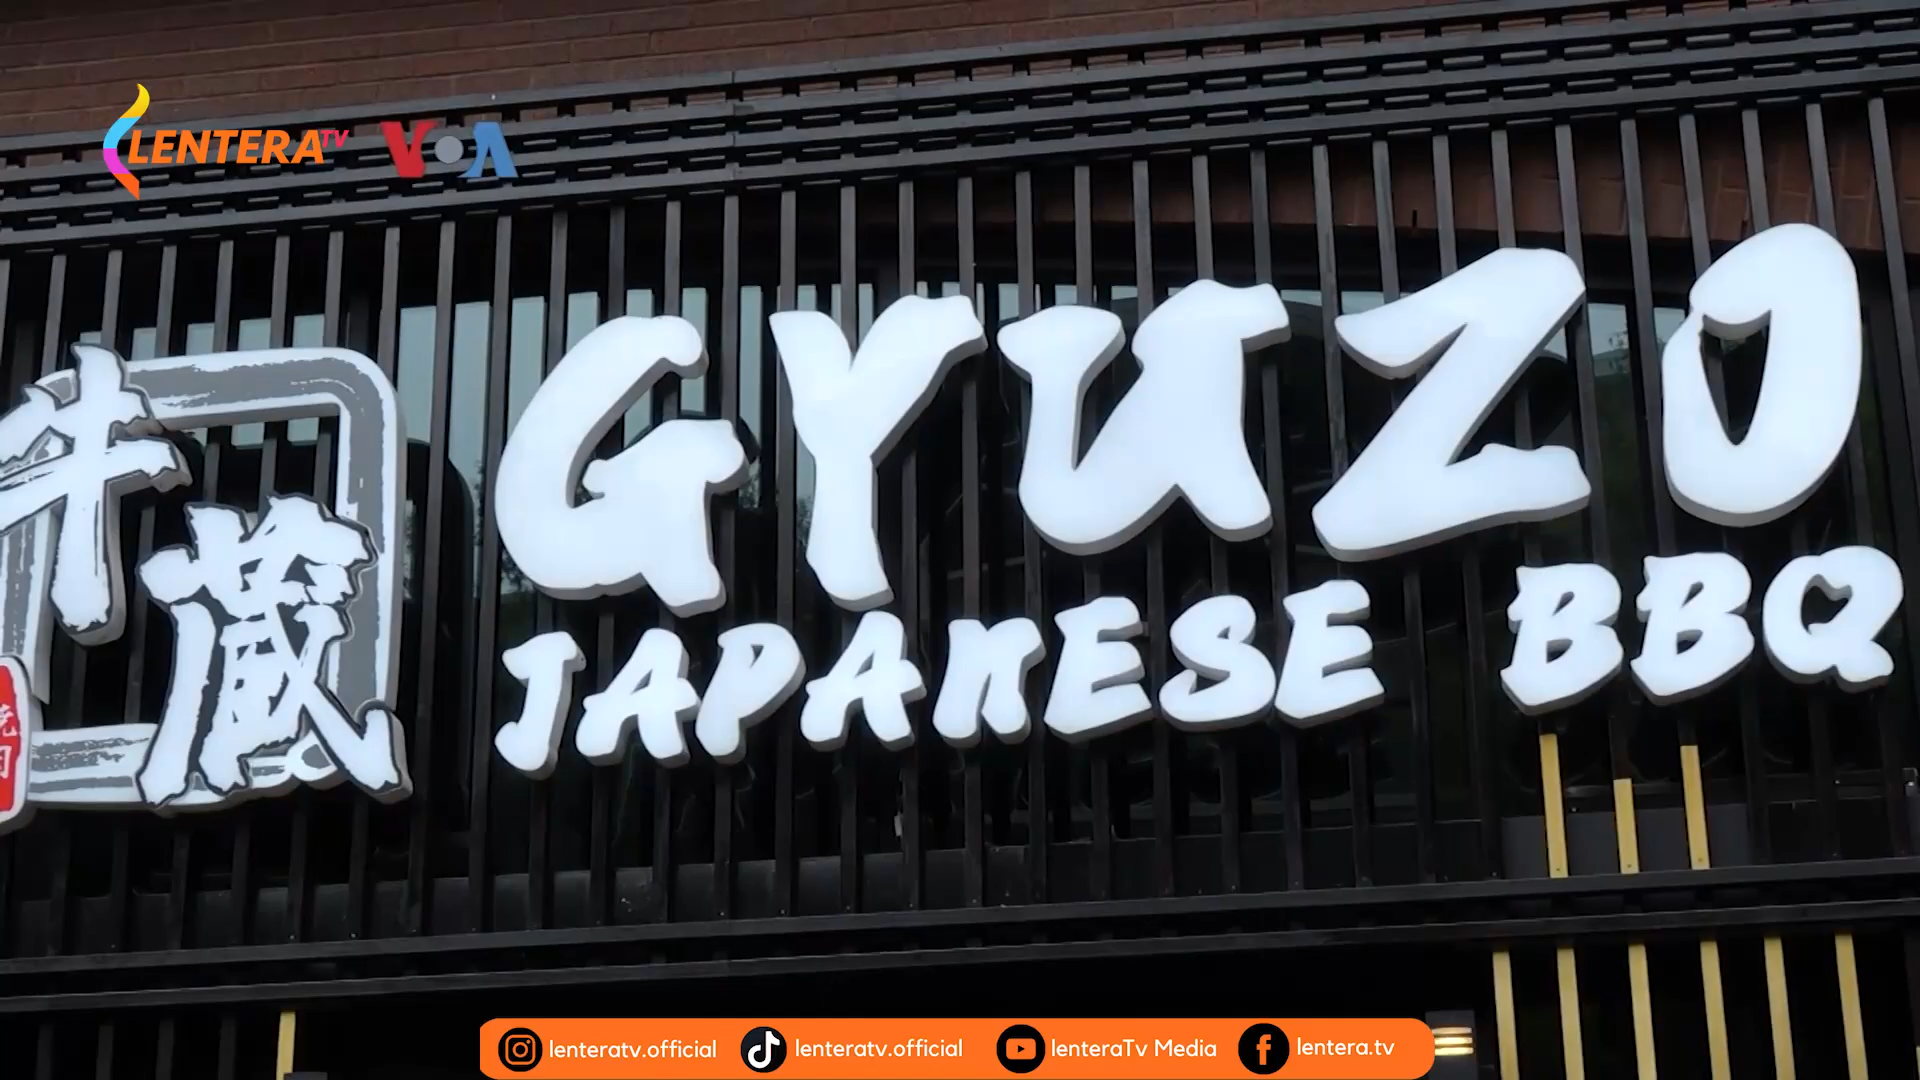 LENTERA TV VOA
牛蔵
GYUZO
JAPANESE BBQ
lenteratv.official lenteratv.official lenteraTv Media lentera.tv